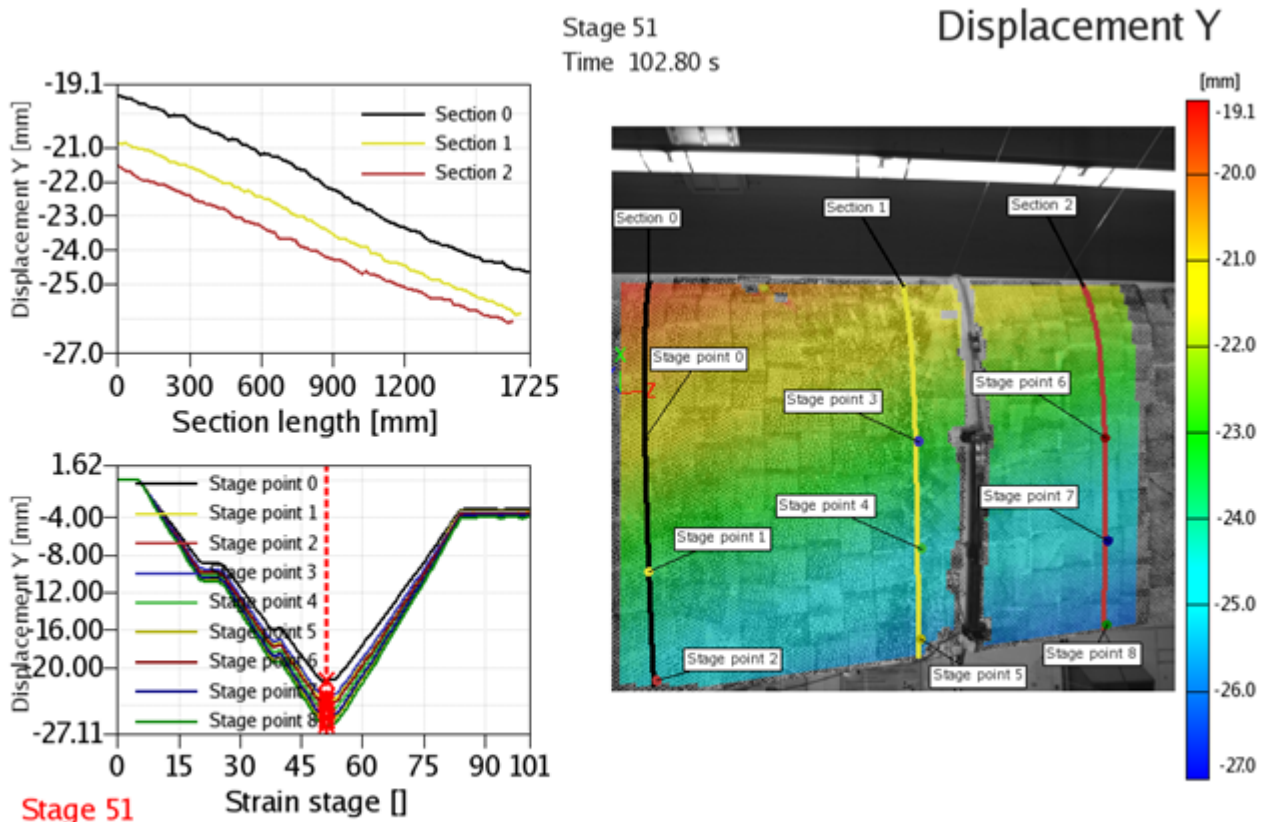 Stage 51
Time 102.80 s
Displacement Y
[mm]
-19.1
-20.0
-21.0
-22.0
-23.0
-24.0
-25.0
-26.0
-27.0
Displacement Y [mm]
-19.1
-21.0
-22.0
-23.0
-24.0
-25.0
-27.0
Section 0
Section 1
Section 2
0 300 600 900 1200 1725
Section length [mm]
Displacement Y [mm]
1.62
-4.00
-8.00
-12.00
-16.00
-20.00
-27.11
Stage point 0
Stage point 1
Stage point 2
Stage point 3
Stage point 4
Stage point 5
Stage point 6
Stage point 7
Stage point 8
0 15 30 45 60 75 90 101
Strain stage []
Stage 51
Section 0
Section 1
Section 2
X
Z
Stage point 0
Stage point 6
Stage point 3
Stage point 7
Stage point 4
Stage point 1
Stage point 2
Stage point 8
Stage point 5